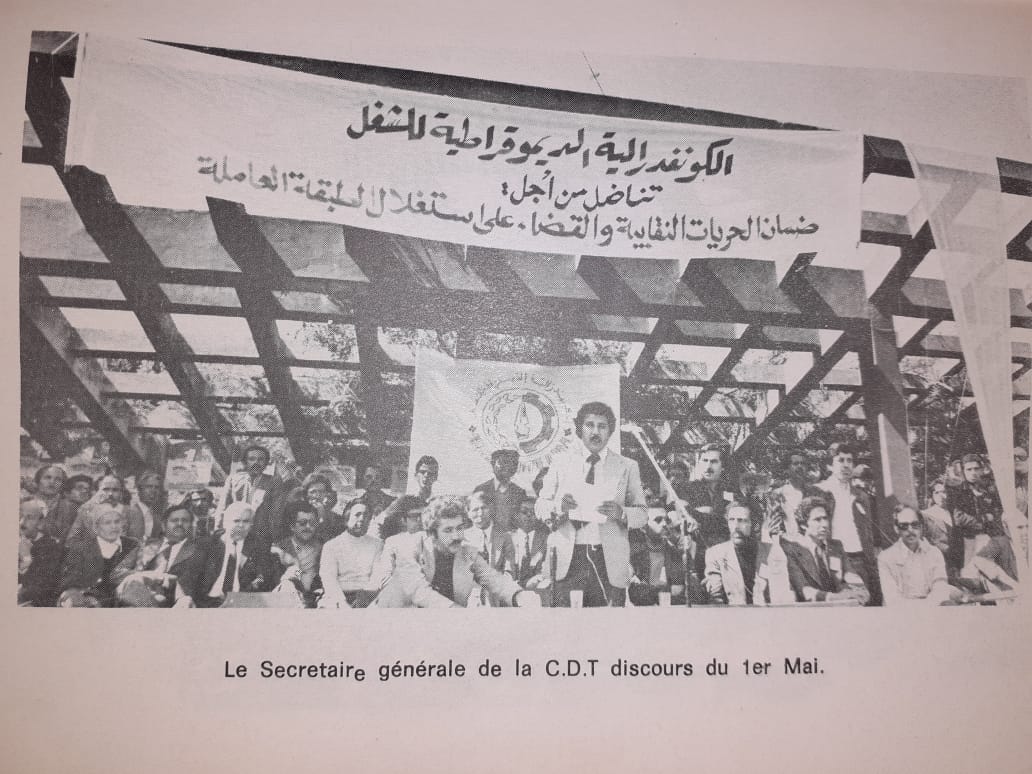 الكونفدرالية الديموقراطية للشغل
تناضل من أجل:
ضمان الحريات النقابية والقضاء على استغلال الطبقة العاملة
Le Secretaire générale de la C.D.T discours du 1er Mai.